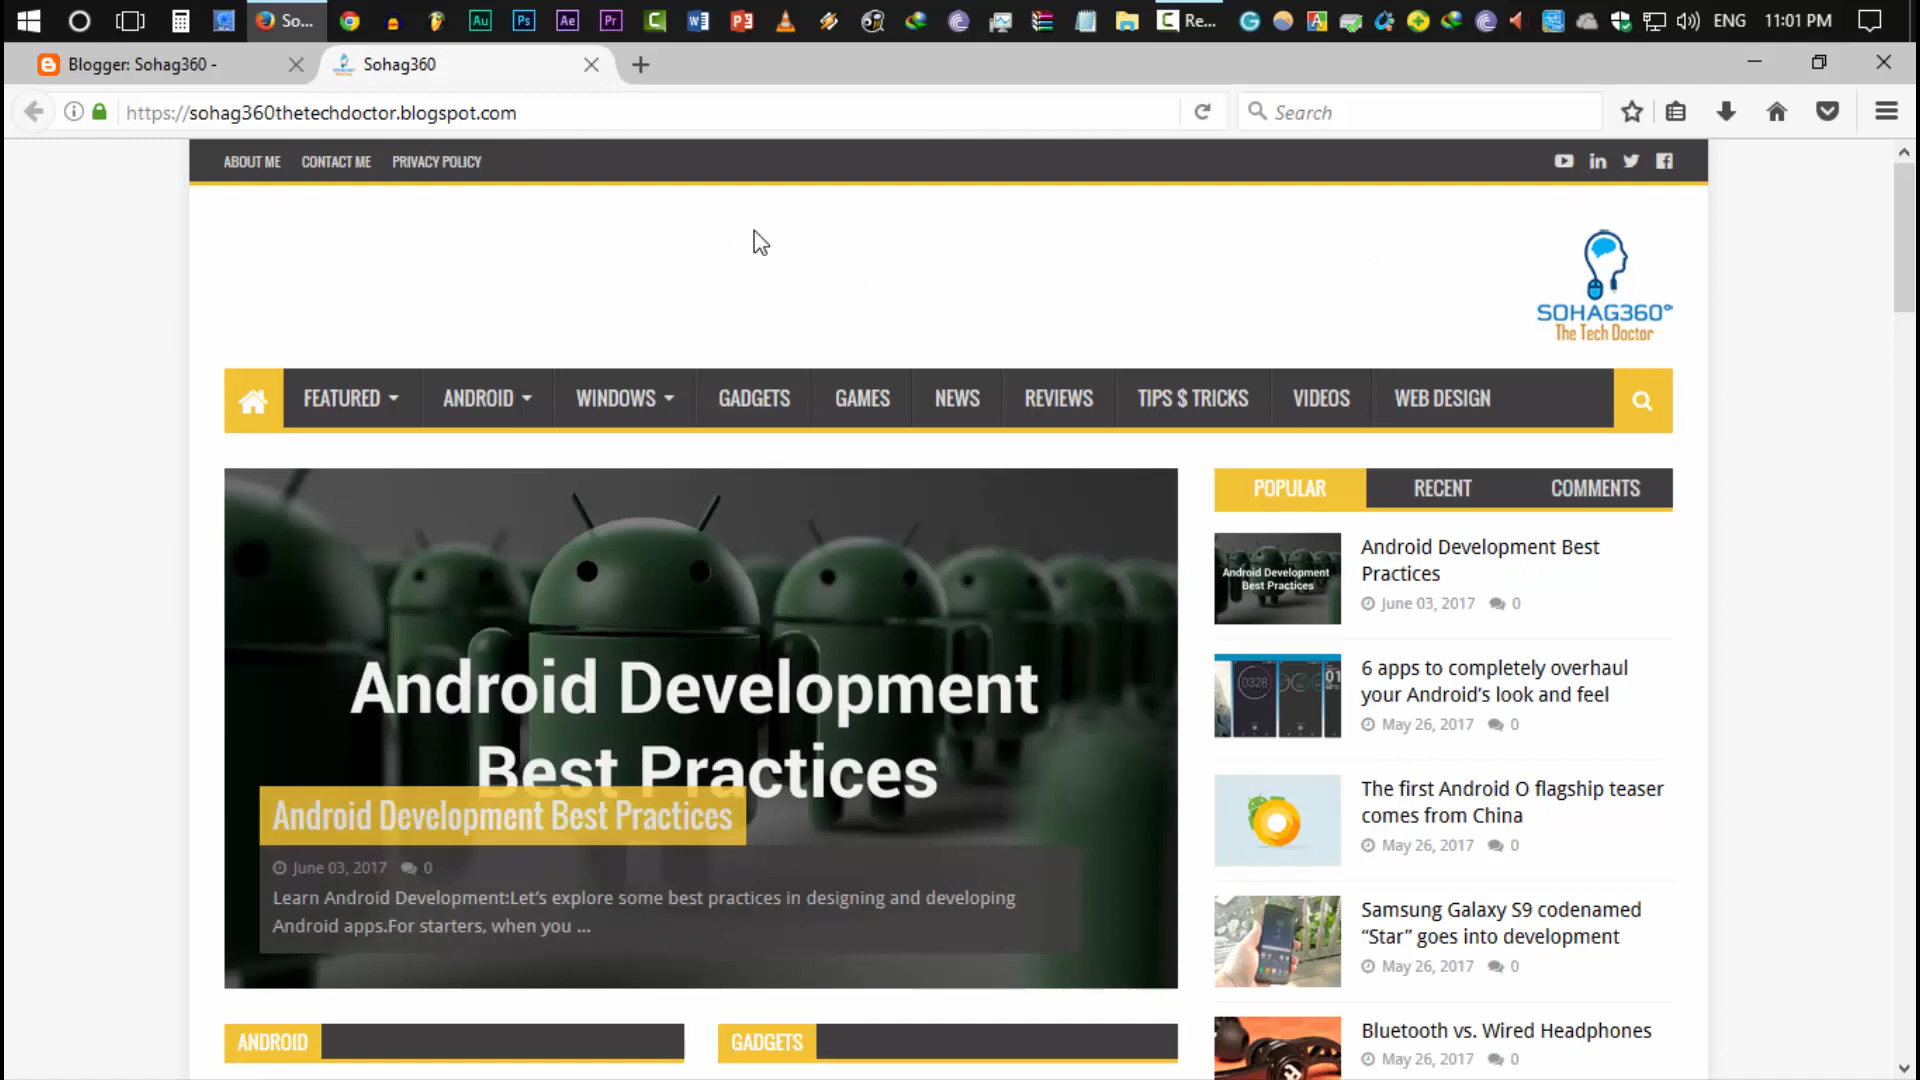 So...
Au
Ps
Ae
Pr
Re...
ENG
11:01 PM
Blogger: Sohag360 -
Sohag360
https://sohag360thetechdoctor.blogspot.com
Search
ABOUT ME
CONTACT ME
PRIVACY POLICY
SOHAG360°
The Tech Doctor
FEATURED
ANDROID
WINDOWS
GADGETS
GAMES
NEWS
REVIEWS
TIPS $ TRICKS
VIDEOS
WEB DESIGN
Android Development
Best Practices
Android Development Best Practices
June 03, 2017 0
Learn Android Development:Let's explore some best practices in designing and developing
Android apps.For starters, when you ...
POPULAR
RECENT
COMMENTS
Android Development
Best Practices
Android Development Best
Practices
June 03, 2017 0
0328
01
6 apps to completely overhaul
your Android's look and feel
May 26, 2017 0
The first Android O flagship teaser
comes from China
May 26, 2017 0
Samsung Galaxy S9 codenamed
“Star” goes into development
May 26, 2017 0
Bluetooth vs. Wired Headphones
May 26, 2017 0
ANDROID
GADGETS